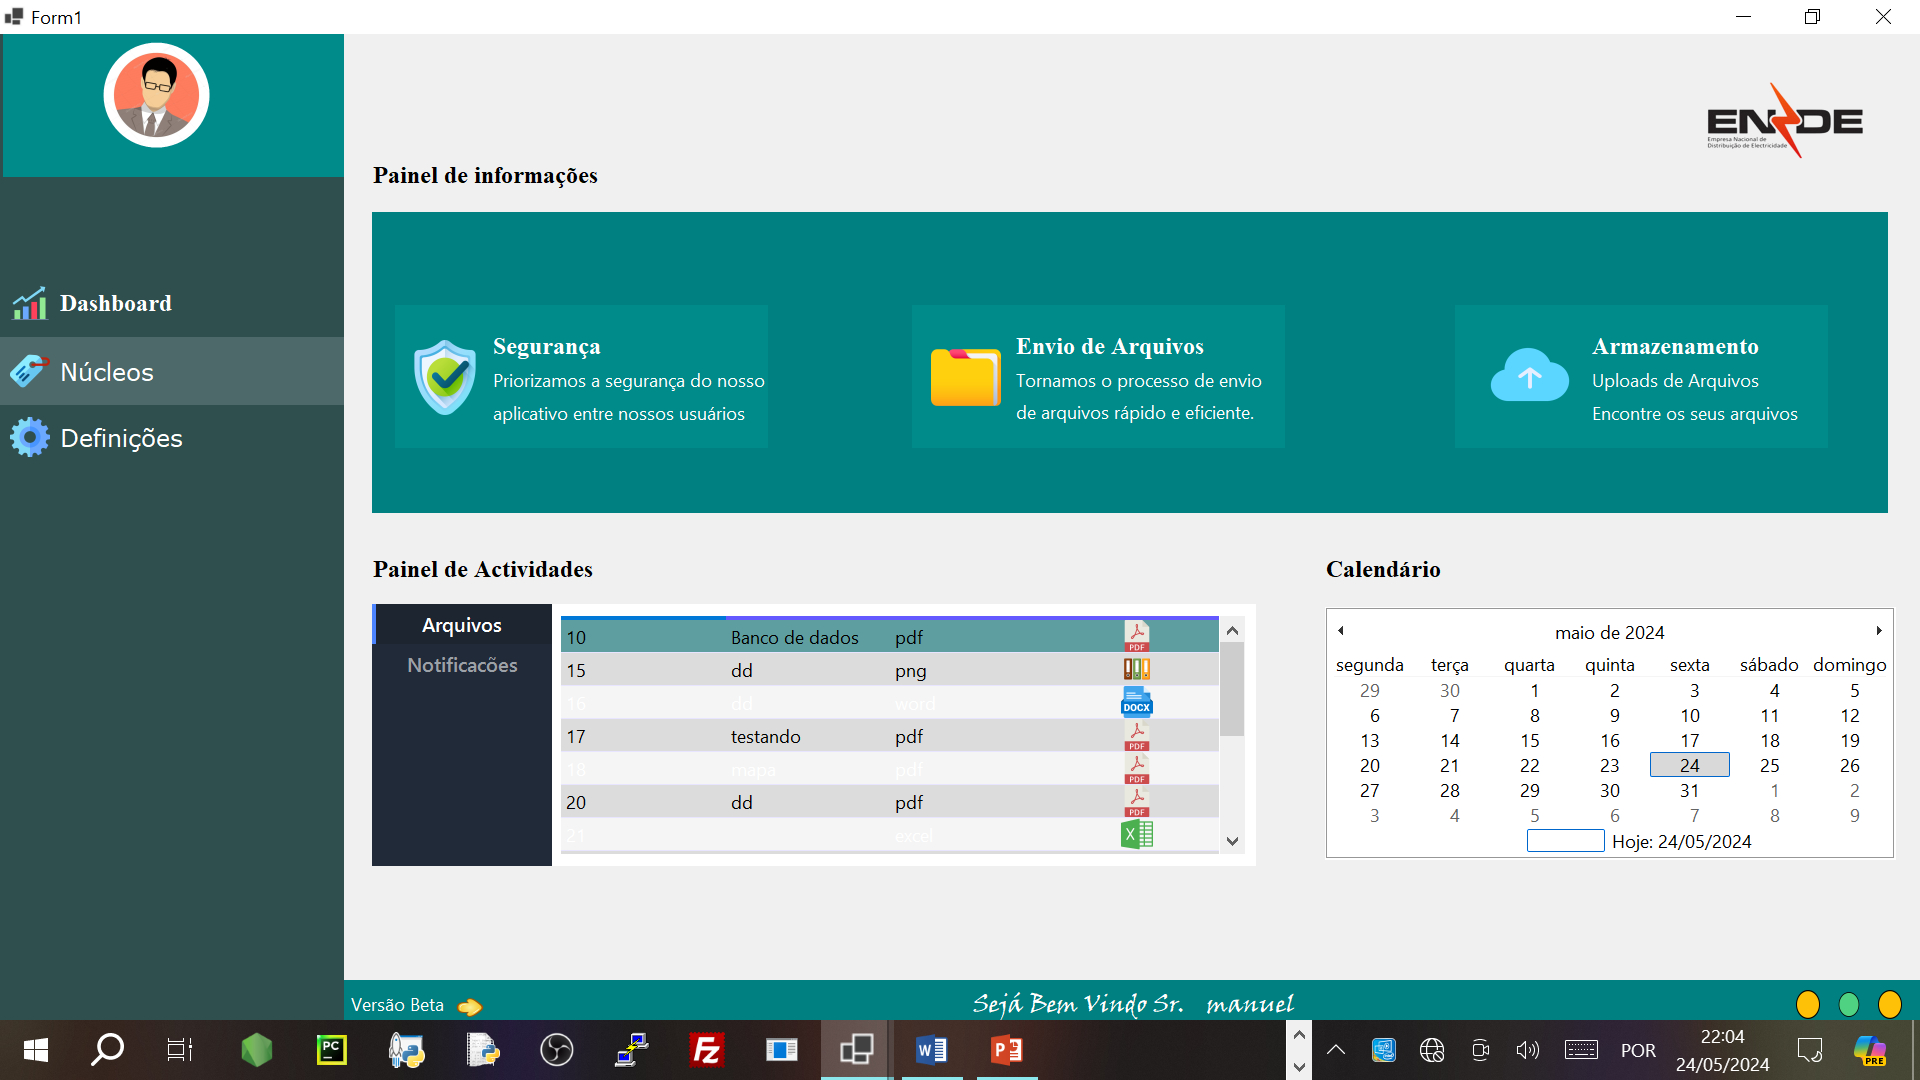 Form1
EN DE
Empresa Nacional de
Distribuição de Electricidade
Painel de informações
Dashboard
Núcleos
Definições
Segurança
Priorizamos a segurança do nosso
aplicativo entre nossos usuários
Envio de Arquivos
Tornamos o processo de envio
de arquivos rápido e eficiente.
Armazenamento
Uploads de Arquivos
Encontre os seus arquivos
Painel de Actividades
Arquivos
Notificacões
10 Banco de dados pdf PDF
15 dd png
16 dd word DOCX
17 testando pdf PDF
18 mapa pdf PDF
20 dd pdf PDF
21 excel X
Calendário
maio de 2024
segunda terça quarta quinta sexta sábado domingo
29 30 1 2 3 4 5
6 7 8 9 10 11 12
13 14 15 16 17 18 19
20 21 22 23 24 25 26
27 28 29 30 31 1 2
3 4 5 6 7 8 9
Hoje: 24/05/2024
Versão Beta
Sejá Bem Vindo Sr. manuel
PC
Fz
W
P
POR
22:04
24/05/2024
PRE